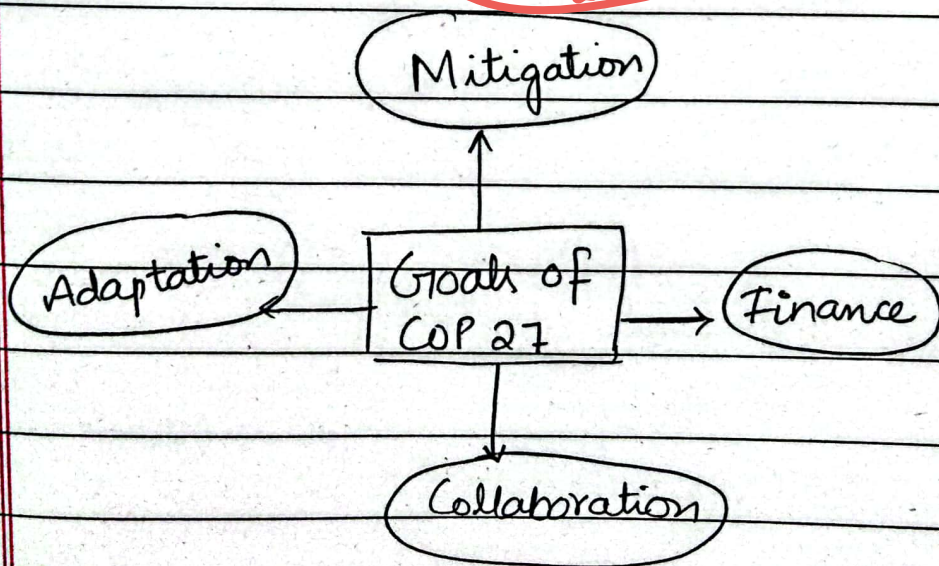 Mitigation
Adaptation
Goals of
COP 27
Finance
Collaboration